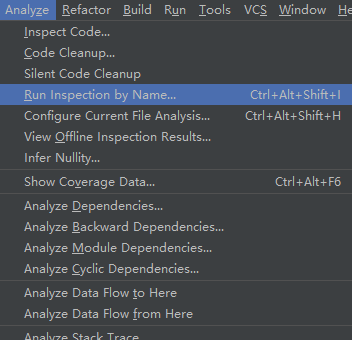 Analyze Refactor Build Run Tools VCS Window
Inspect Code...
Code Cleanup...
Silent Code Cleanup
Run Inspection by Name... Ctrl+Alt+Shift+I
Configure Current File Analysis... Ctrl+Alt+Shift+H
View Offline Inspection Results...
Infer Nullity...
Show Coverage Data... Ctrl+Alt+F6
Analyze Dependencies...
Analyze Backward Dependencies...
Analyze Module Dependencies...
Analyze Cyclic Dependencies...
Analyze Data Flow to Here
Analyze Data Flow from Here
Analyze Stack Trace